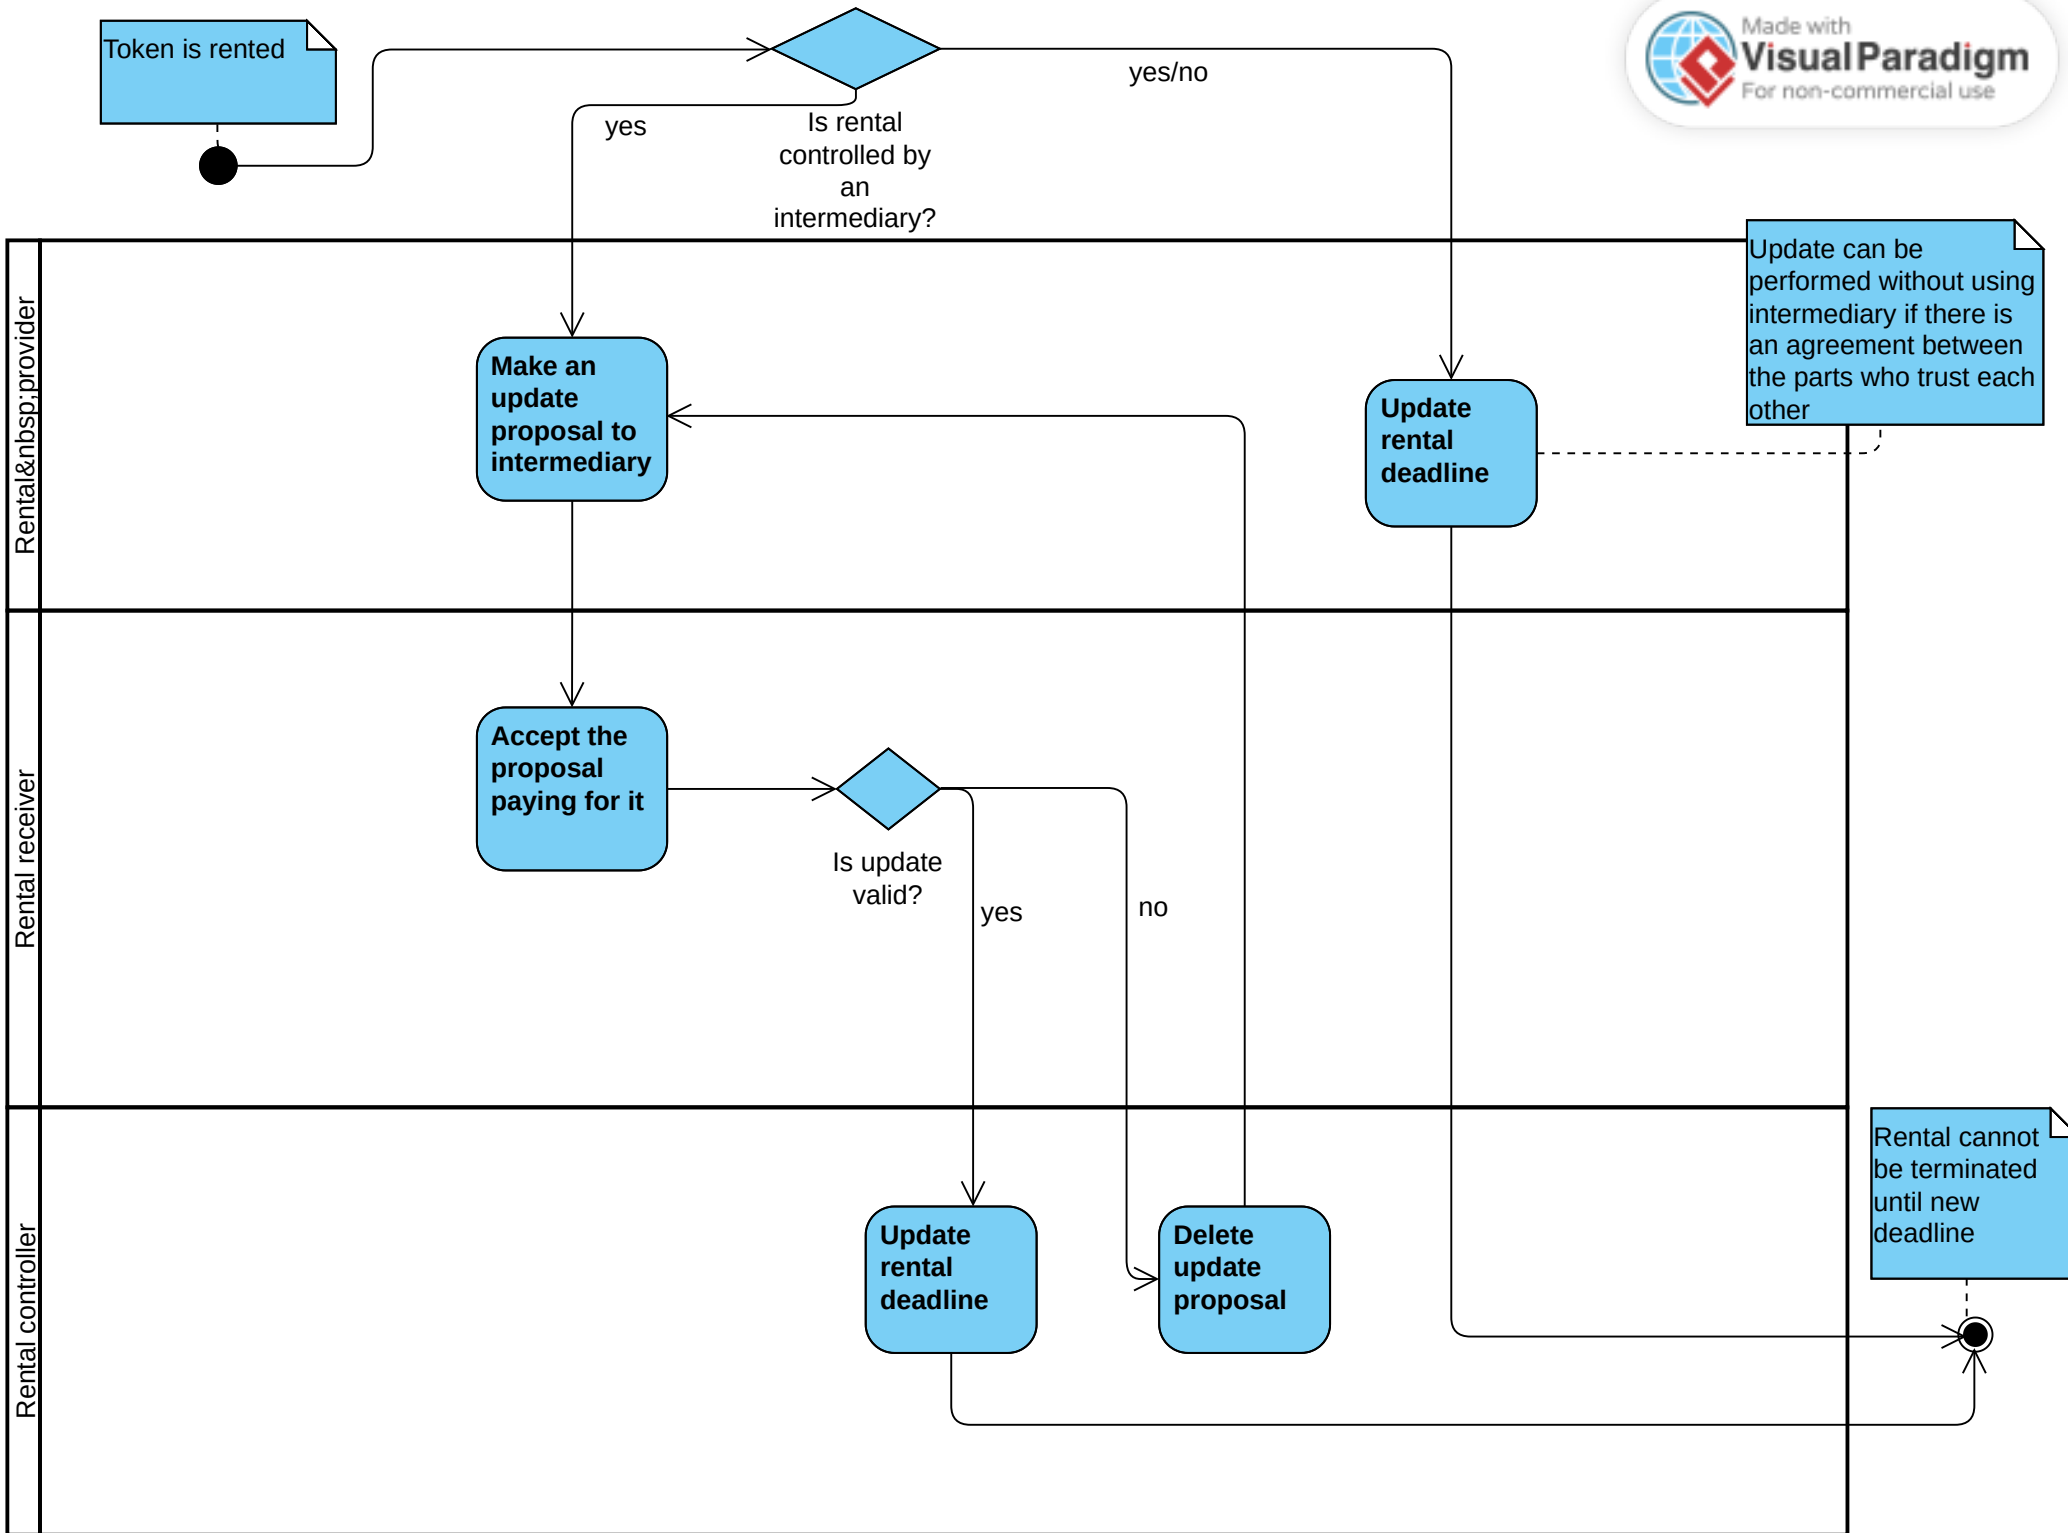 Token is rented
Made with
Visual Paradigm
For non-commercial use
yes/no
yes
Is rental
controlled by
an
intermediary?
Rental&nbsp;provider
Update can be
performed without using
intermediary if there is
an agreement between
the parts who trust each
other
Make an
update
proposal to
intermediary
Update
rental
deadline
Rental receiver
Accept the
proposal
paying for it
Is update
valid?
yes
no
Rental controller
Rental cannot
be terminated
until new
deadline
Update
rental
deadline
Delete
update
proposal